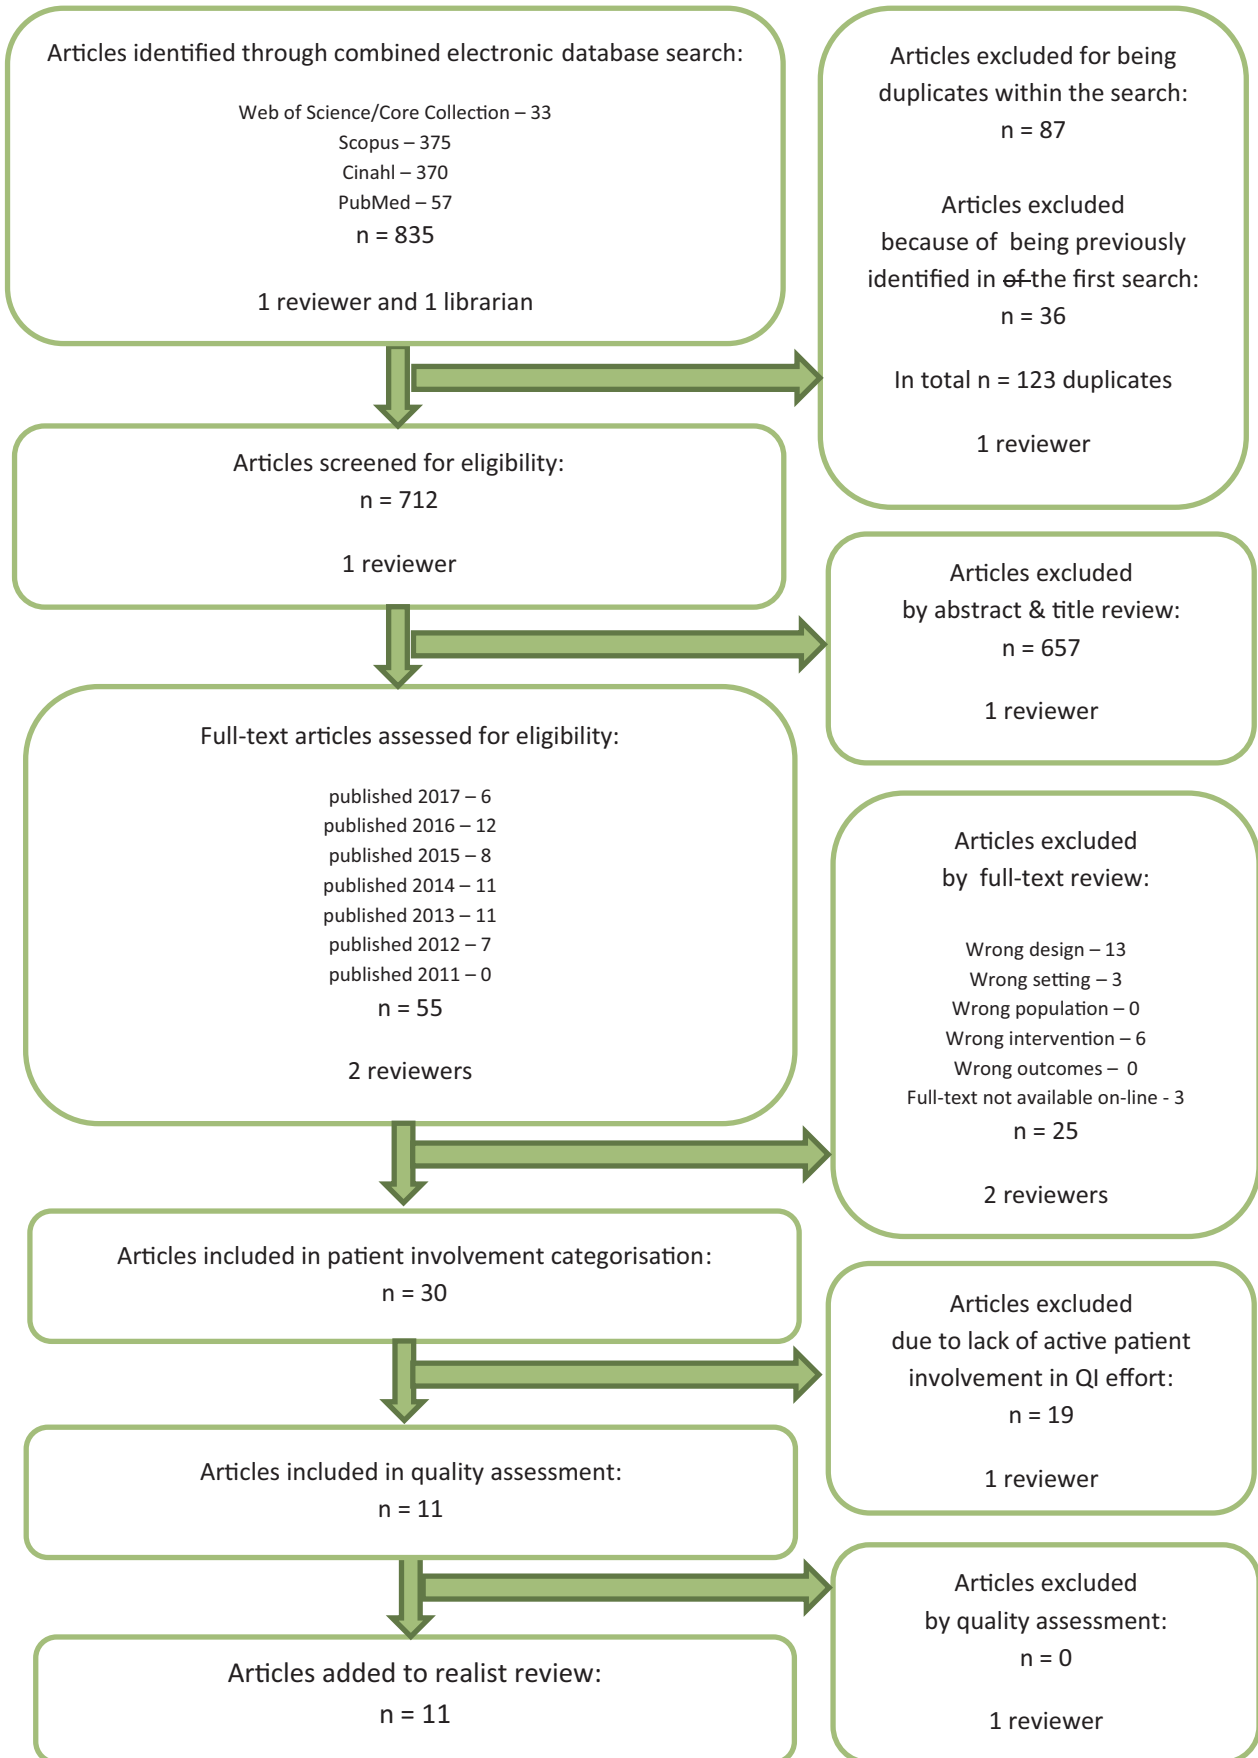 Articles identified through combined electronic database search:
Web of Science/Core Collection – 33
Scopus – 375
Cinahl – 370
PubMed – 57
n = 835
1 reviewer and 1 librarian
Articles excluded for being
duplicates within the search:
n = 87
Articles excluded
because of being previously
identified in of the first search:
n = 36
In total n = 123 duplicates
1 reviewer
Articles screened for eligibility:
n = 712
1 reviewer
Articles excluded
by abstract & title review:
n = 657
1 reviewer
Full-text articles assessed for eligibility:
published 2017 – 6
published 2016 – 12
published 2015 – 8
published 2014 – 11
published 2013 – 11
published 2012 – 7
published 2011 – 0
n = 55
2 reviewers
Articles excluded
by full-text review:
Wrong design – 13
Wrong setting – 3
Wrong population – 0
Wrong intervention – 6
Wrong outcomes – 0
Full-text not available on-line - 3
n = 25
2 reviewers
Articles included in patient involvement categorisation:
n = 30
Articles excluded
due to lack of active patient
involvement in QI effort:
n = 19
1 reviewer
Articles included in quality assessment:
n = 11
Articles excluded
by quality assessment:
n = 0
1 reviewer
Articles added to realist review:
n = 11